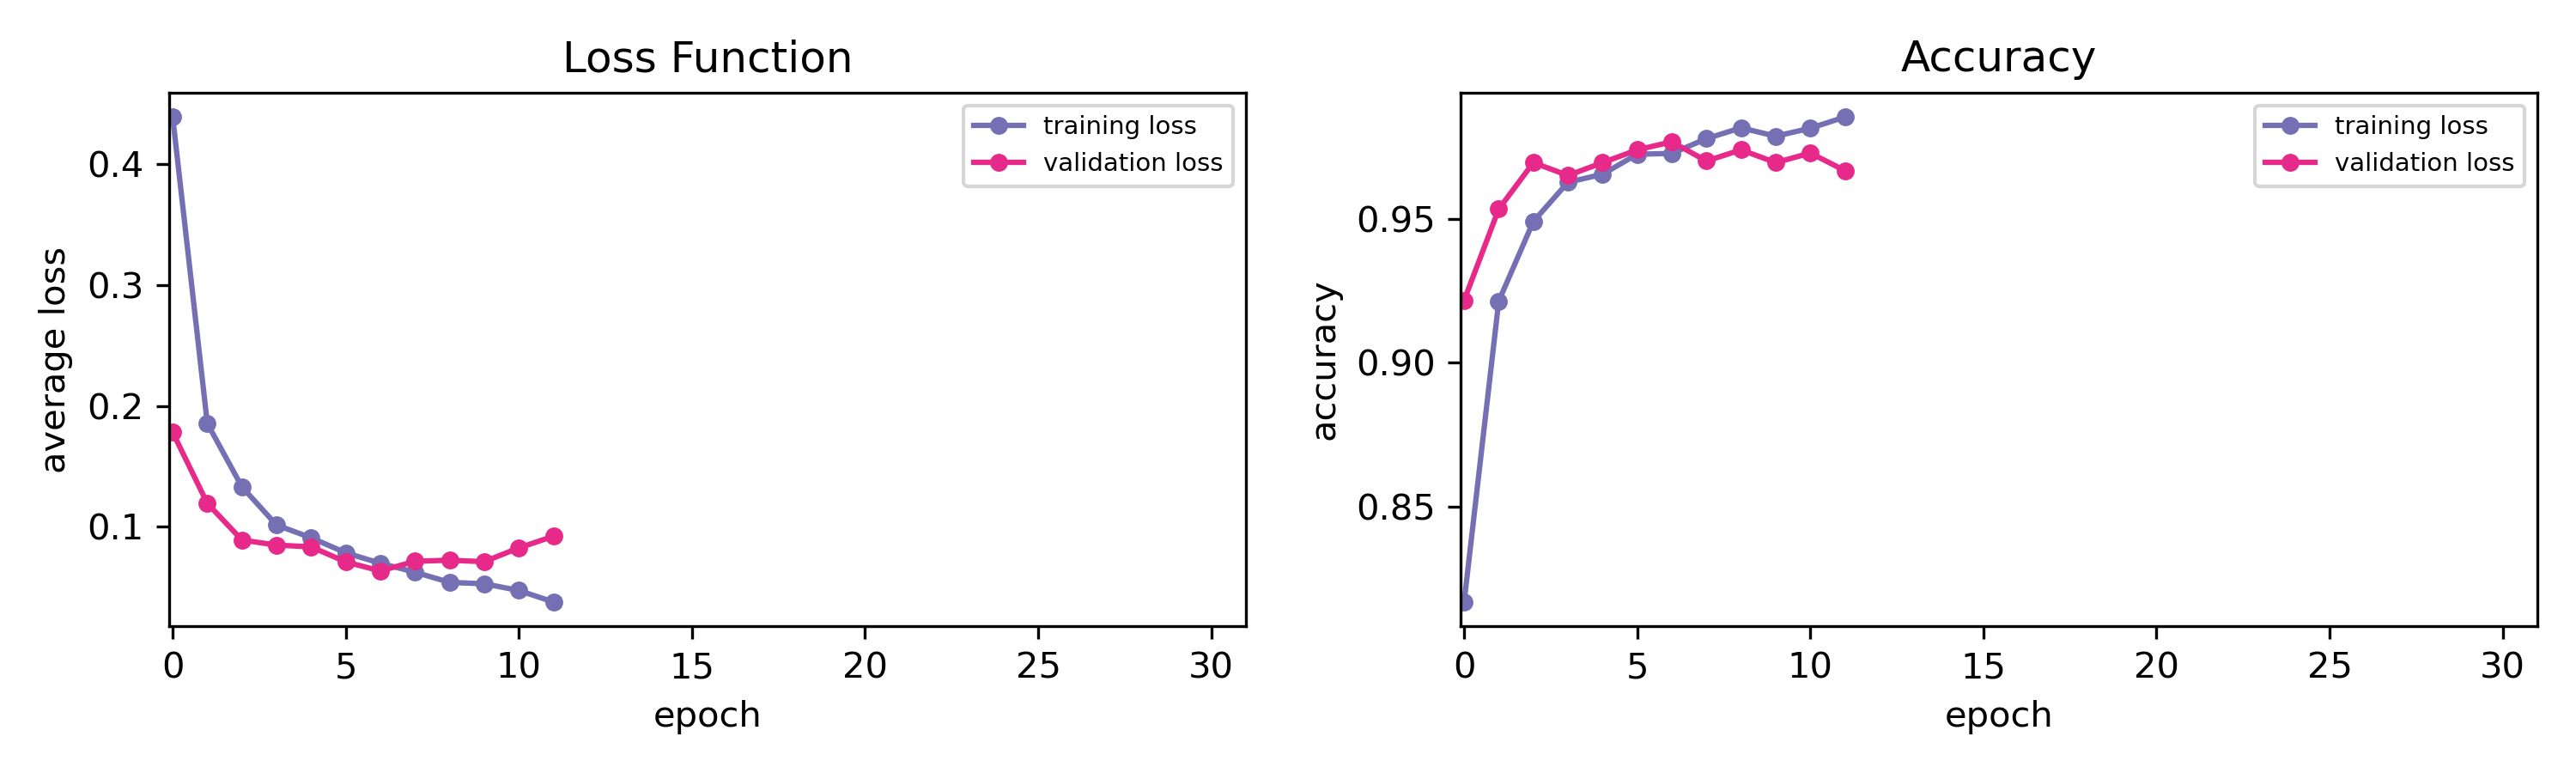 Loss Function
training loss
validation loss
average loss
0.4
0.3
0.2
0.1
0 5 10 15 20 25 30
epoch
Accuracy
training loss
validation loss
accuracy
0.95
0.90
0.85
0 5 10 15 20 25 30
epoch